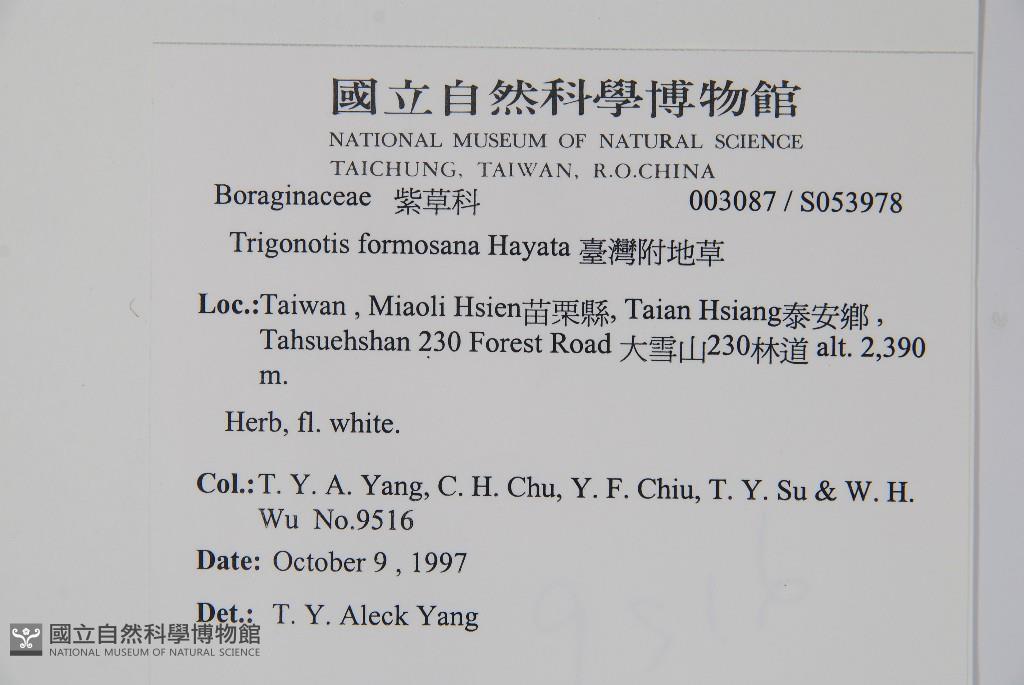 國立自然科學博物館
NATIONAL MUSEUM OF NATURAL SCIENCE
TAICHUNG, TAIWAN, R.O.CHINA
Boraginaceae 紫草科 003087 / S053978
Trigonotis formosana Hayata 臺灣附地草
Loc.:Taiwan , Miaoli Hsien苗栗縣, Taian Hsiang泰安鄉 ,
Tahsuehshan 230 Forest Road 大雪山230林道 alt. 2,390
m.
Herb, fl. white.
Col.:T. Y. A. Yang, C. H. Chu, Y. F. Chiu, T. Y. Su & W. H.
Wu No.9516
Date: October 9 , 1997
Det.: T. Y. Aleck Yang
國立自然科學博物館
NATIONAL MUSEUM OF NATURAL SCIENCE